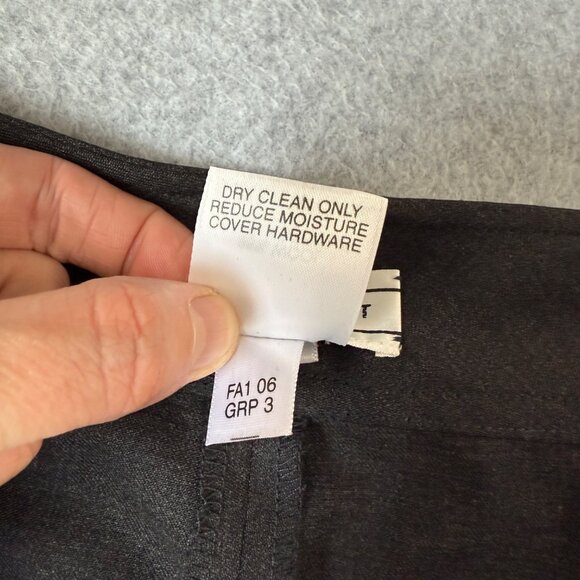 DRY CLEAN ONLY
REDUCE MOISTURE
COVER HARDWARE
FA1 06
GRP 3